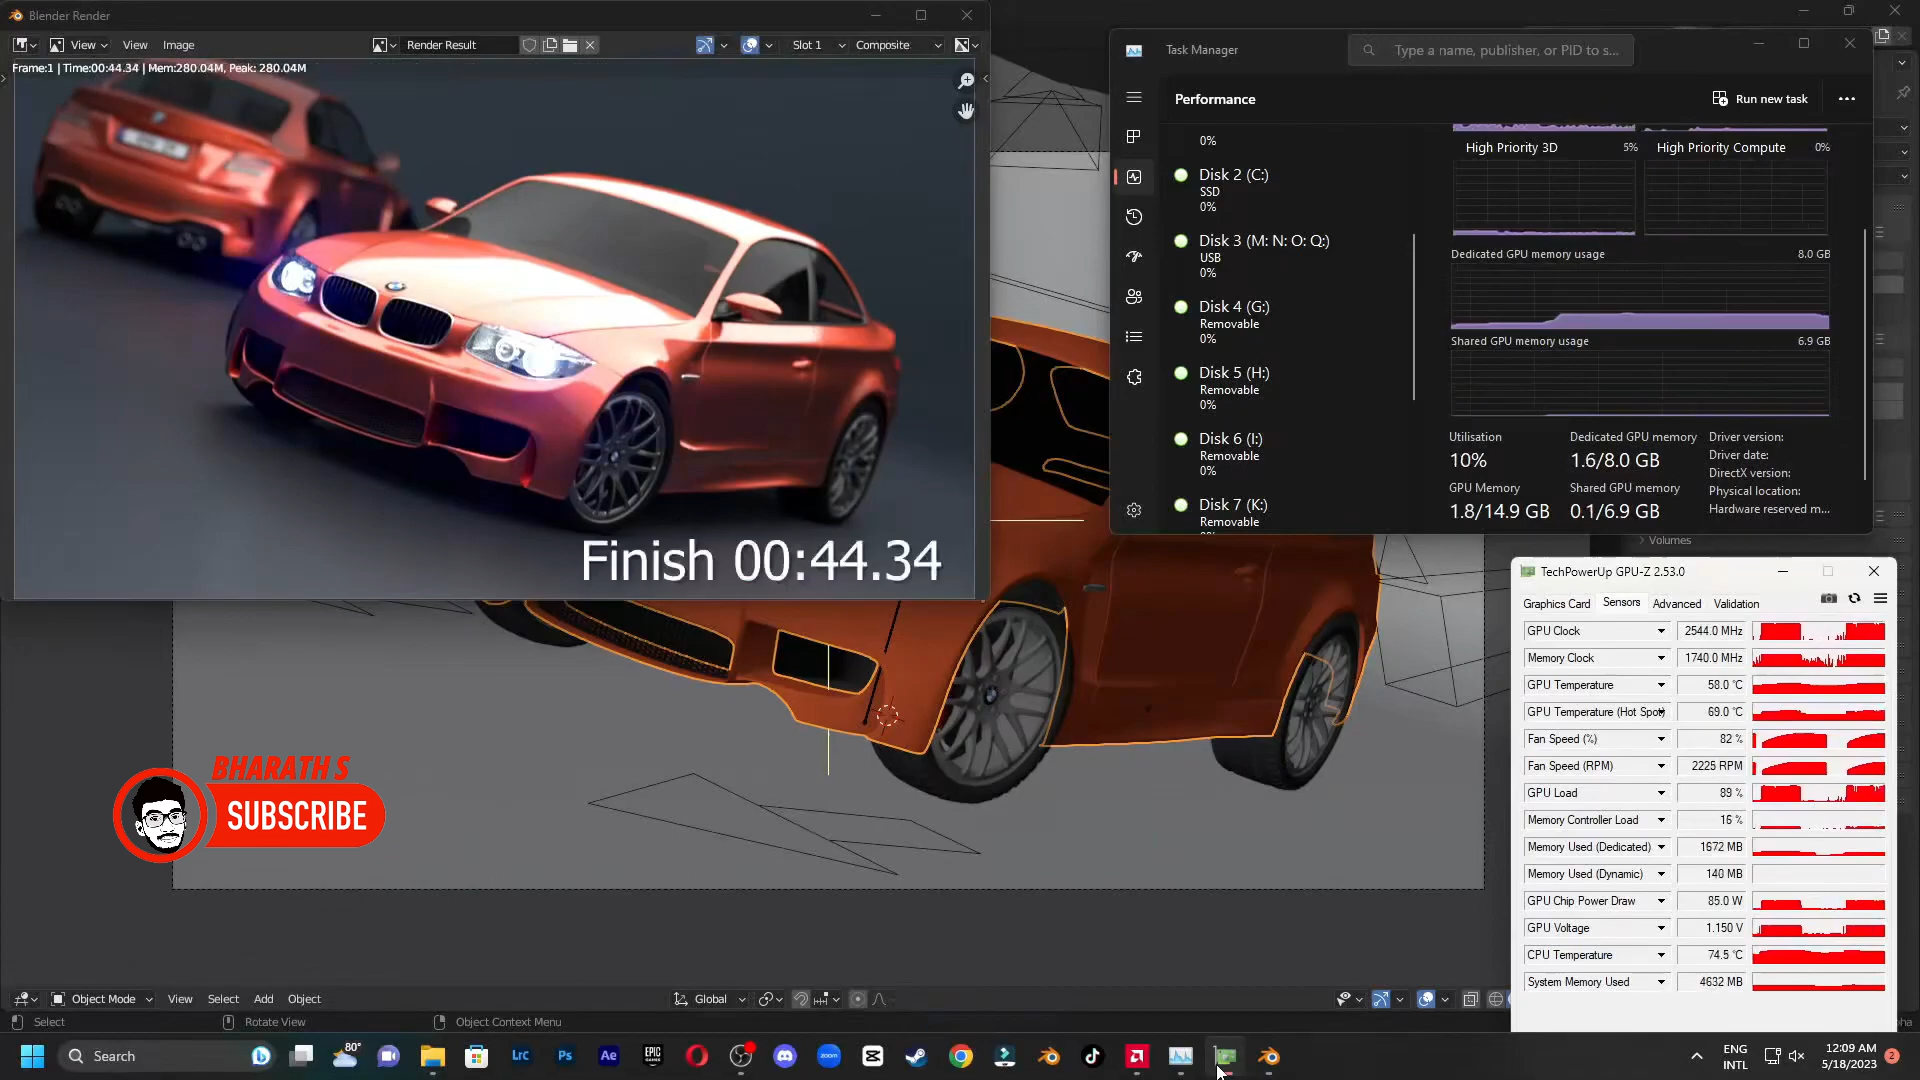 Blender Render
View
View
Image
Render Result
Slot 1
Composite
Frame:1 | Time:00:44.34 | Mem:280.04M, Peak: 280.04M
Finish 00:44.34
Task Manager
Type a name, publisher, or PID to s...
Performance
Run new task
0%
Disk 2 (C:)
SSD
0%
Disk 3 (M: N: O: Q:)
USB
0%
Disk 4 (G:)
Removable
0%
Disk 5 (H:)
Removable
0%
Disk 6 (I:)
Removable
0%
Disk 7 (K:)
Removable
High Priority 3D 5%
High Priority Compute 0%
Dedicated GPU memory usage 8.0 GB
Shared GPU memory usage 6.9 GB
Utilisation
10%
Dedicated GPU memory
1.6/8.0 GB
GPU Memory
1.8/14.9 GB
Shared GPU memory
0.1/6.9 GB
Driver version:
Driver date:
DirectX version:
Physical location:
Hardware reserved m...
Volumes
TechPowerUp GPU-Z 2.53.0
Graphics Card Sensors Advanced Validation
GPU Clock 2544.0 MHz
Memory Clock 1740.0 MHz
GPU Temperature 58.0 °C
GPU Temperature (Hot Spot) 69.0 °C
Fan Speed (%) 82 %
Fan Speed (RPM) 2225 RPM
GPU Load 89 %
Memory Controller Load 16 %
Memory Used (Dedicated) 1672 MB
Memory Used (Dynamic) 140 MB
GPU Chip Power Draw 85.0 W
GPU Voltage 1.150 V
CPU Temperature 74.5 °C
System Memory Used 4632 MB
BHARATH S
SUBSCRIBE
Object Mode View Select Add Object
Global
Select
Rotate View
Object Context Menu
Search
80°
Lrc
Ps
Ae
EPIC
GAMES
zoom
ENG
INTL
12:09 AM
5/18/2023
2